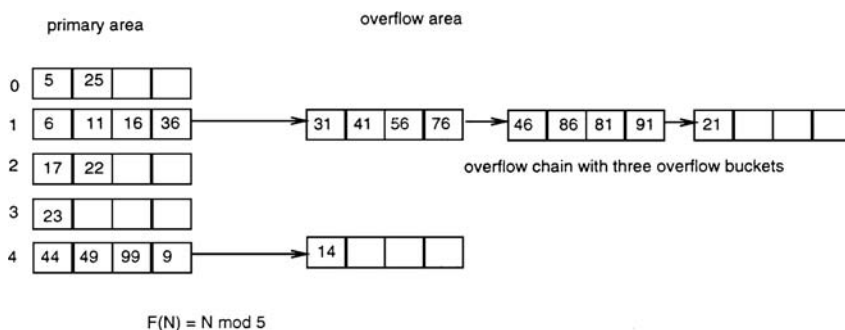 primary area
overflow area
0 5 25
1 6 11 16 36 31 41 56 76 46 86 81 91 21
2 17 22
overflow chain with three overflow buckets
3 23
4 44 49 99 9 14
F(N) = N mod 5